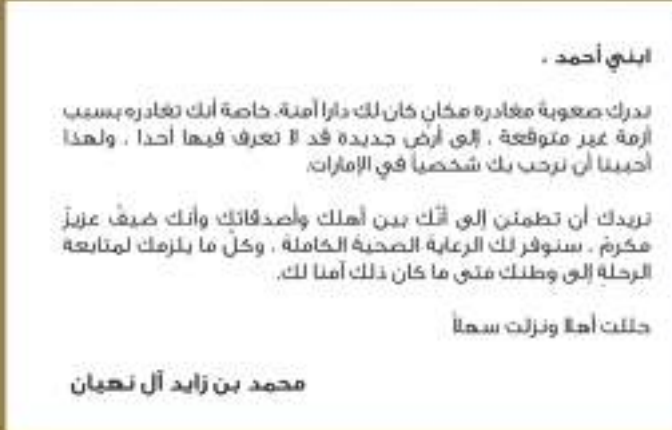 ابني أحمد ،
ندرك صعوبة مغادرة مكان كان لك دارا آمنة، خاصة أنك تغادره بسبب
أزمة غير متوقعة ، إلى أرض جديدة قد لا تعرف فيها أحدا ، ولهذا
أحببنا أن نرحب بك شخصياً في الإمارات.
نريدك أن تطمئن إلى أنّك بين أهلك وأصدقائك وأنك ضيفٌ عزيزٌ
مكرمٌ ، سنوفر لك الرعاية الصحية الكاملة ، وكلّ ما يلزمك لمتابعة
الرحلة إلى وطنك متى ما كان ذلك آمنا لك.
حللت أهلا ونزلت سهلاً
محمد بن زايد آل نهيان